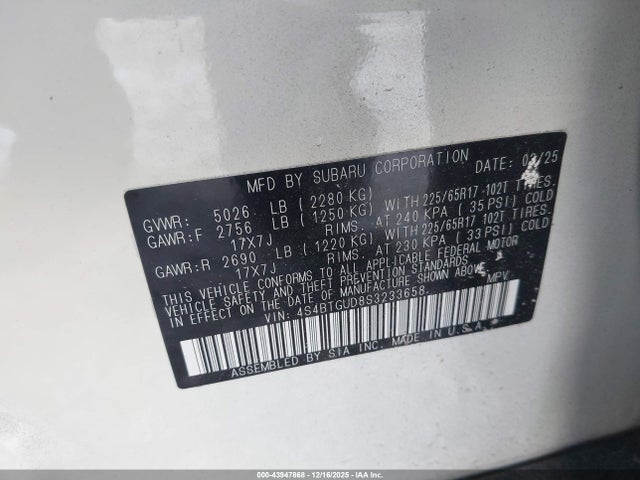 MFD BY SUBARU CORPORATION DATE: /25
GVWR: 5026 LB ( 2280 KG)
GAWR:F 2756 LB ( 1250 KG) WITH 225/65R17 -102T TIRES.
17X7J RIMS. AT 240 KPA ( 35 PSI) COLD
GAWR:R 2690 LB ( 1220 KG) WITH 225/65R17 102T TIRES.
17X7J RIMS. AT 230 KPA ( 33 PSI) COLD.
THIS VEHICLE CONFORMS TO ALL APPLICABLE FEDERAL MOTOR
VEHICLE SAFETY AND THEFT PREVENTION STANDARDS
IN EFFECT ON THE DATE OF MANUFACTURE SHOWN ABOVE.
VIN: 4S4BTGUD8S3233658 MPV
ASSEMBLED BY SIA INC. MADE IN U.S.A.
000-43947868 - 12/16/2025 - IAA Inc.